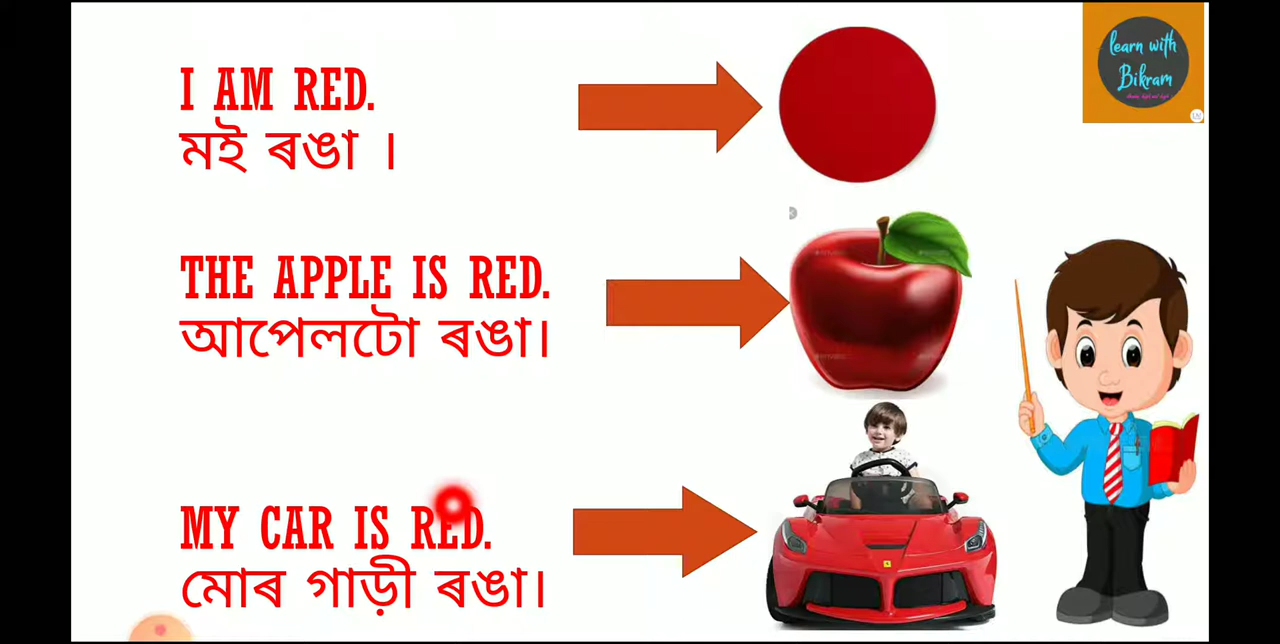 I AM RED.
মই ৰঙা ।
THE APPLE IS RED.
আপেলটো ৰঙা।
MY CAR IS RED.
মোৰ গাড়ী ৰঙা।
learn with
Bikram